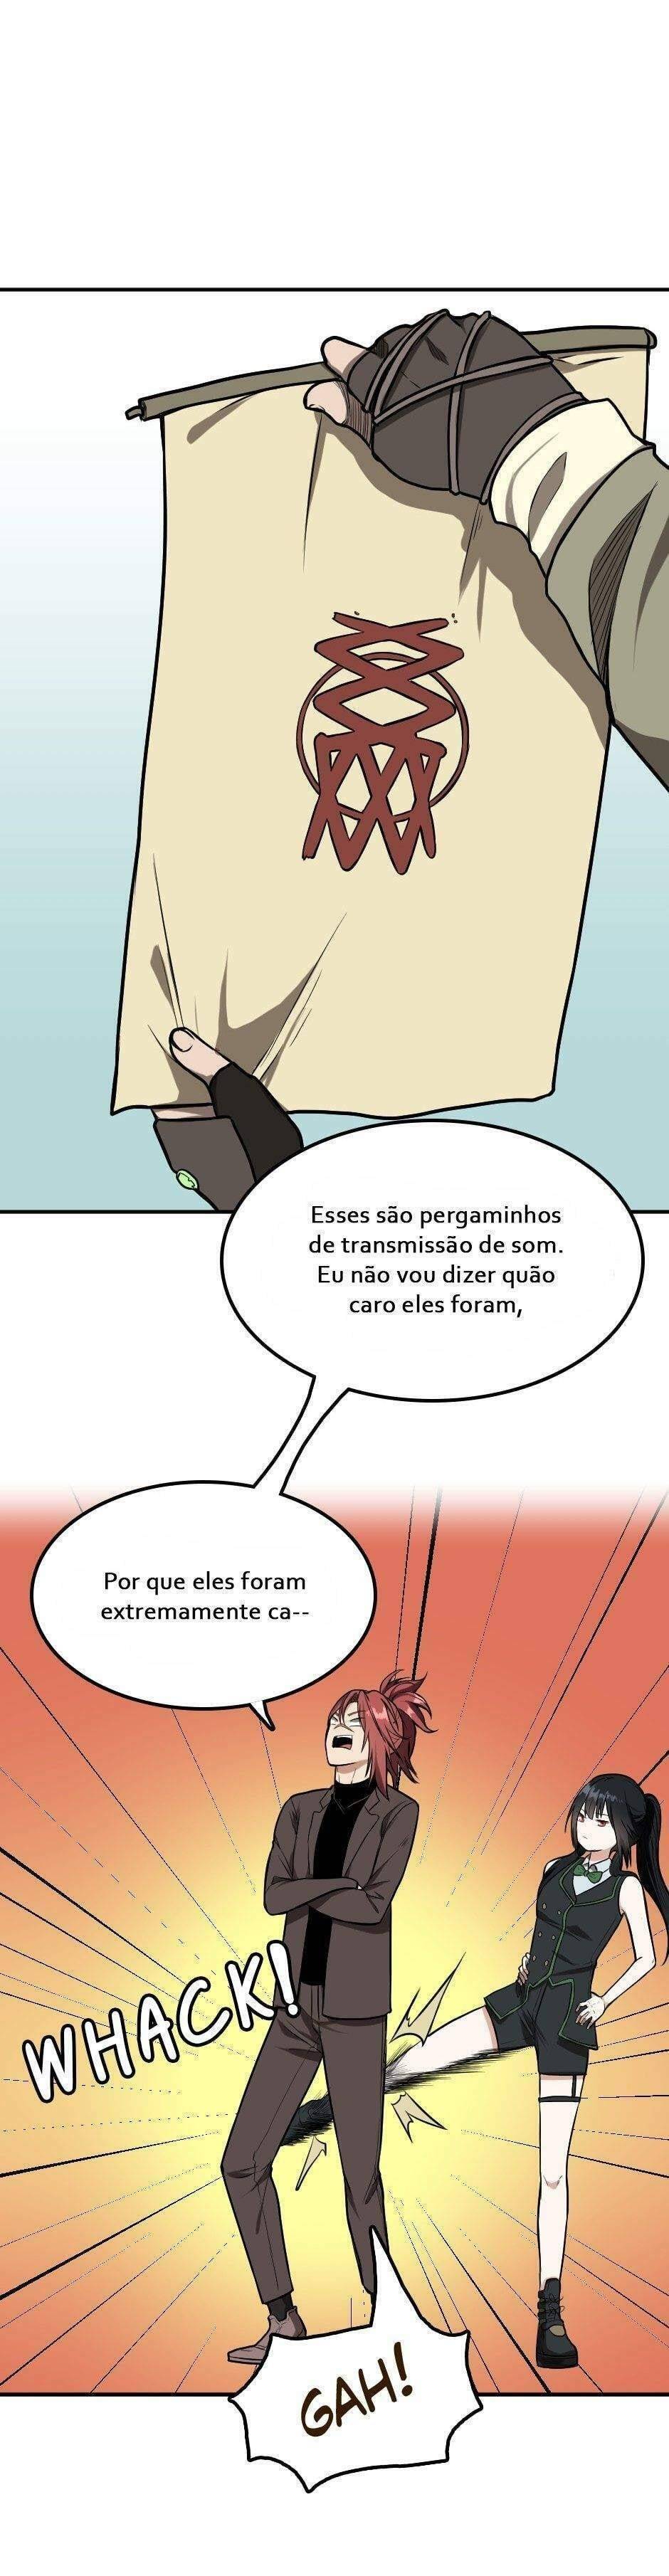 Esses são pergaminhos
de transmissão de som.
Eu não vou dizer quão
caro eles foram,
Por que eles foram
extremamente ca--
WHACK!
GAH!